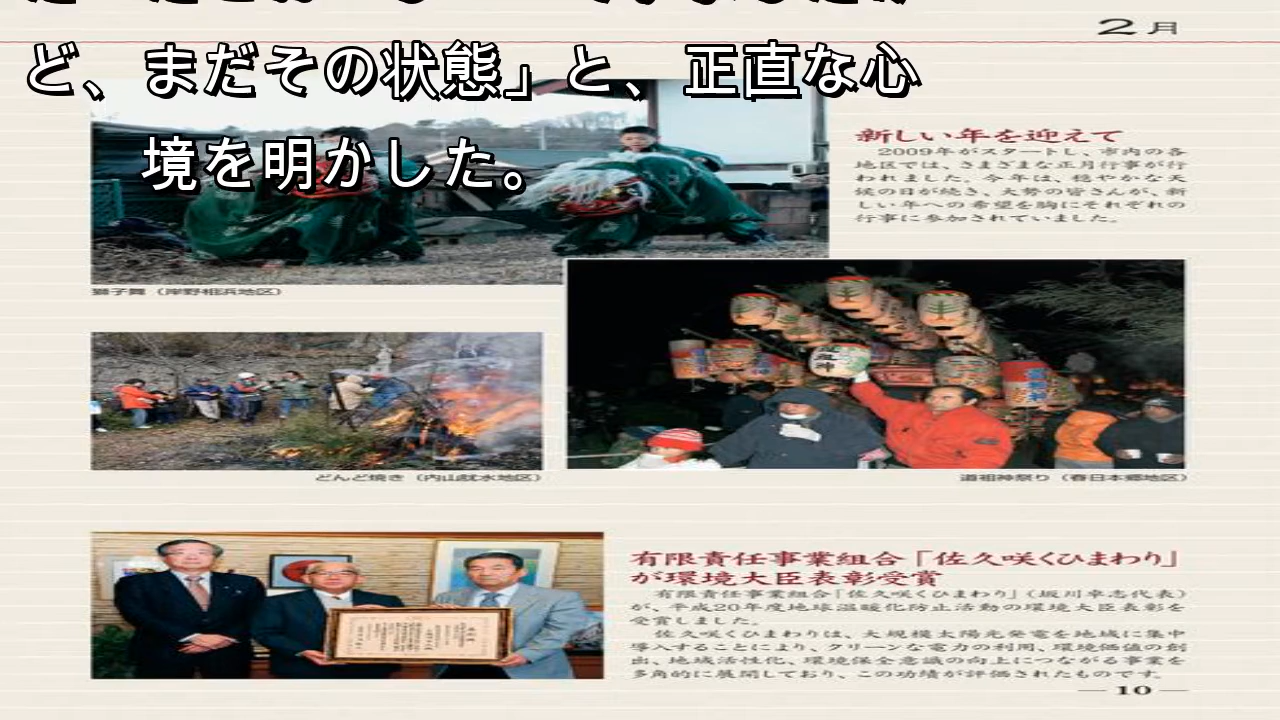 2月
ど、まだその状態」と、正直な心
境を明かした。
新しい年を迎えて
2009年がスタートし、市内の各
地区では、さまざまな正月行事が行
われました。今年は、穏やかな天
候の日が続き、大勢の皆さんが、新
しい年への希望を胸にそれぞれの
行事に参加されていました。
獅子舞（岸野相浜地区）
どんど焼き（内山肬水地区）
道祖神祭り（春日本郷地区）
有限責任事業組合「佐久咲くひまわり」
が環境大臣表彰受賞
有限責任事業組合「佐久咲くひまわり」（堀川幸志代表）
が、平成20年度地球温暖化防止活動の環境大臣表彰を
受賞しました。
佐久咲くひまわりは、大規模太陽光発電を地域に集中
導入することにより、クリーンな電力の利用、環境価値の創
出、地域活性化、環境保全意識の向上につながる事業を
多角的に展開しており、この功績が評価されたものです。
10